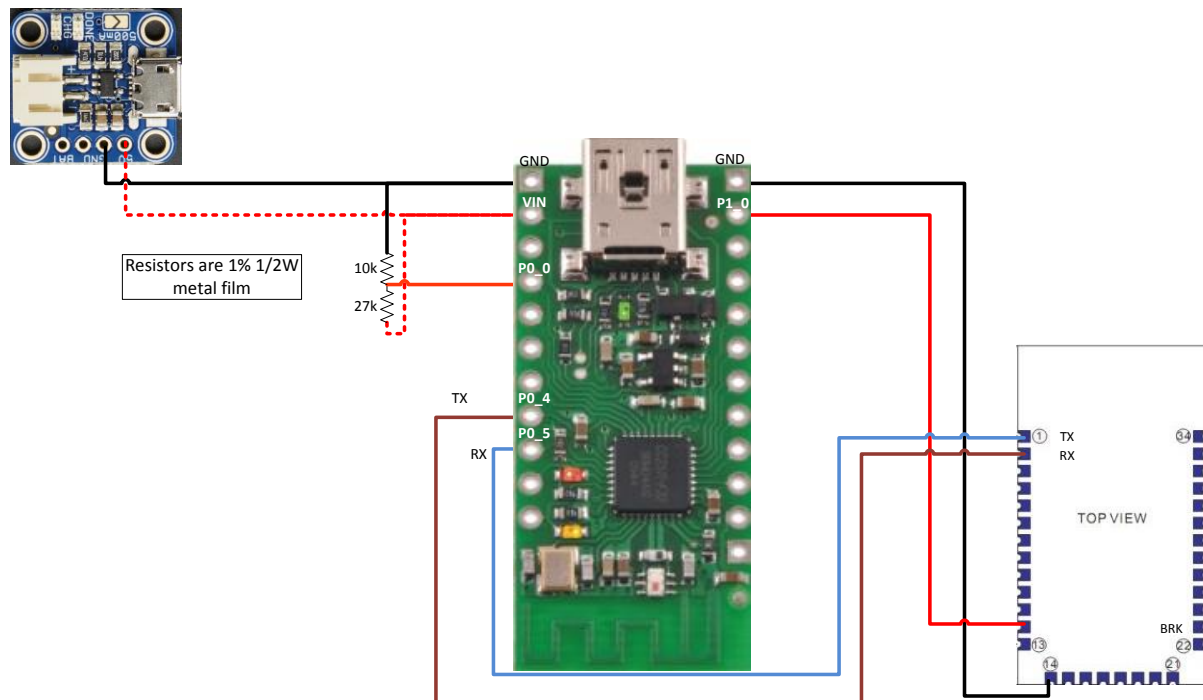 CHG
DONE
5V
GND
BAT
GND
VIN
P0_0
P0_4
P0_5
GND
P1_0
Resistors are 1% 1/2W
metal film
10k
27k
TX
RX
1
TX
RX
34
TOP VIEW
BRK
13
22
14
21